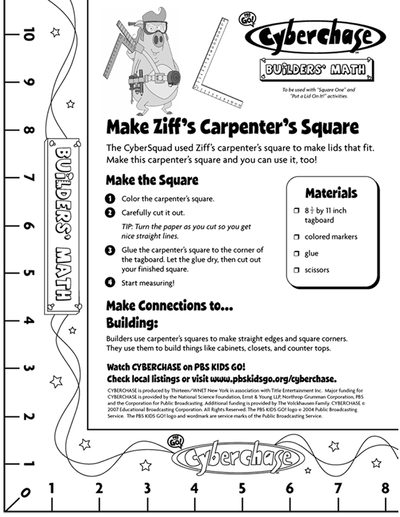 PBS KIDS GO!
Cyberchase
BUILDERS' MATH
To be used with "Square One" and
"Put a Lid On It!" activities.
Make Ziff's Carpenter's Square
The CyberSquad used Ziff's carpenter's square to make lids that fit.
Make this carpenter's square and you can use it, too!
Make the Square
1 Color the carpenter's square.
2 Carefully cut it out.
TIP: Turn the paper as you cut so you get
nice straight lines.
3 Glue the carpenter's square to the corner of
the tagboard. Let the glue dry, then cut out
your finished square.
4 Start measuring!
Materials
8 ½ by 11 inch
tagboard
colored markers
glue
scissors
Make Connections to...
Building:
Builders use carpenter's squares to make straight edges and square corners.
They use them to build things like cabinets, closets, and counter tops.
Watch CYBERCHASE on PBS KIDS GO!
Check local listings or visit www.pbskidsgo.org/cyberchase.
CYBERCHASE is produced by Thirteen/WNET New York in association with Title Entertainment Inc. Major funding for
CYBERCHASE is provided by the National Science Foundation, Ernst & Young LLP, Northrop Grumman Corporation, PBS
and the Corporation for Public Broadcasting. Additional funding is provided by The Volckhausen Family. CYBERCHASE ©
2007 Educational Broadcasting Corporation. All Rights Reserved. The PBS KIDS GO! logo © 2004 Public Broadcasting
Service. The PBS KIDS GO! logo and wordmark are service marks of the Public Broadcasting Service.
10
9
8
7
6
5
4
3
2
1
BUILDERS' MATH
PBS KIDS GO!
Cyberchase
0 1 2 3 4 5 6 7 8